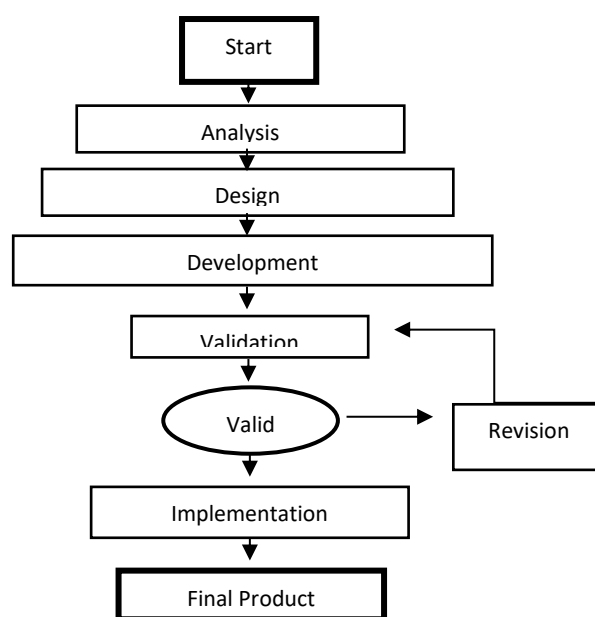 Start
Analysis
Design
Development
Validation
Valid
Revision
Implementation
Final Product